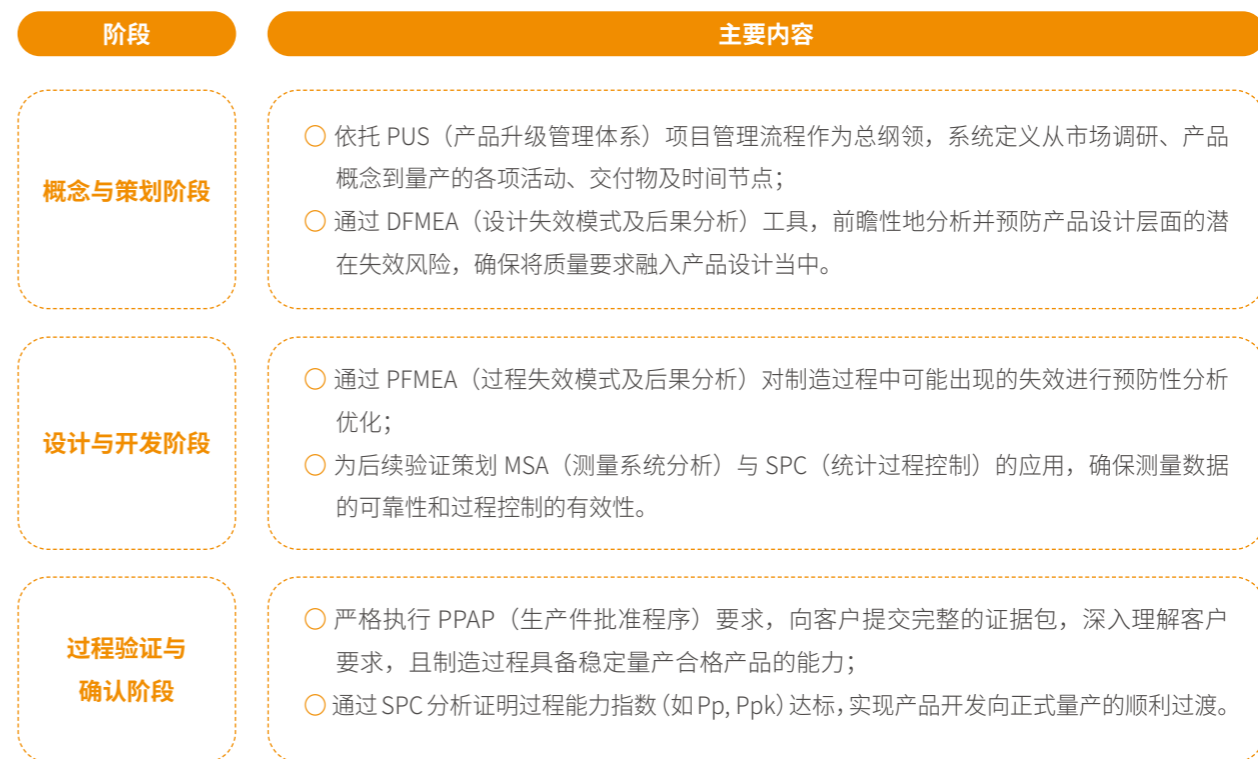 阶段
主要内容
概念与策划阶段
○ 依托 PUS（产品升级管理体系）项目管理流程作为总纲领，系统定义从市场调研、产品
概念到量产的各项活动、交付物及时间节点；
○ 通过 DFMEA（设计失效模式及后果分析）工具，前瞻性地分析并预防产品设计层面的潜
在失效风险，确保将质量要求融入产品设计当中。
设计与开发阶段
○ 通过 PFMEA（过程失效模式及后果分析）对制造过程中可能出现的失效进行预防性分析
优化；
○ 为后续验证策划 MSA（测量系统分析）与 SPC（统计过程控制）的应用，确保测量数据
的可靠性和过程控制的有效性。
过程验证与
确认阶段
○ 严格执行 PPAP（生产件批准程序）要求，向客户提交完整的证据包，深入理解客户
要求，且制造过程具备稳定量产合格产品的能力；
○ 通过 SPC 分析证明过程能力指数（如 Pp, Ppk）达标，实现产品开发向正式量产的顺利过渡。